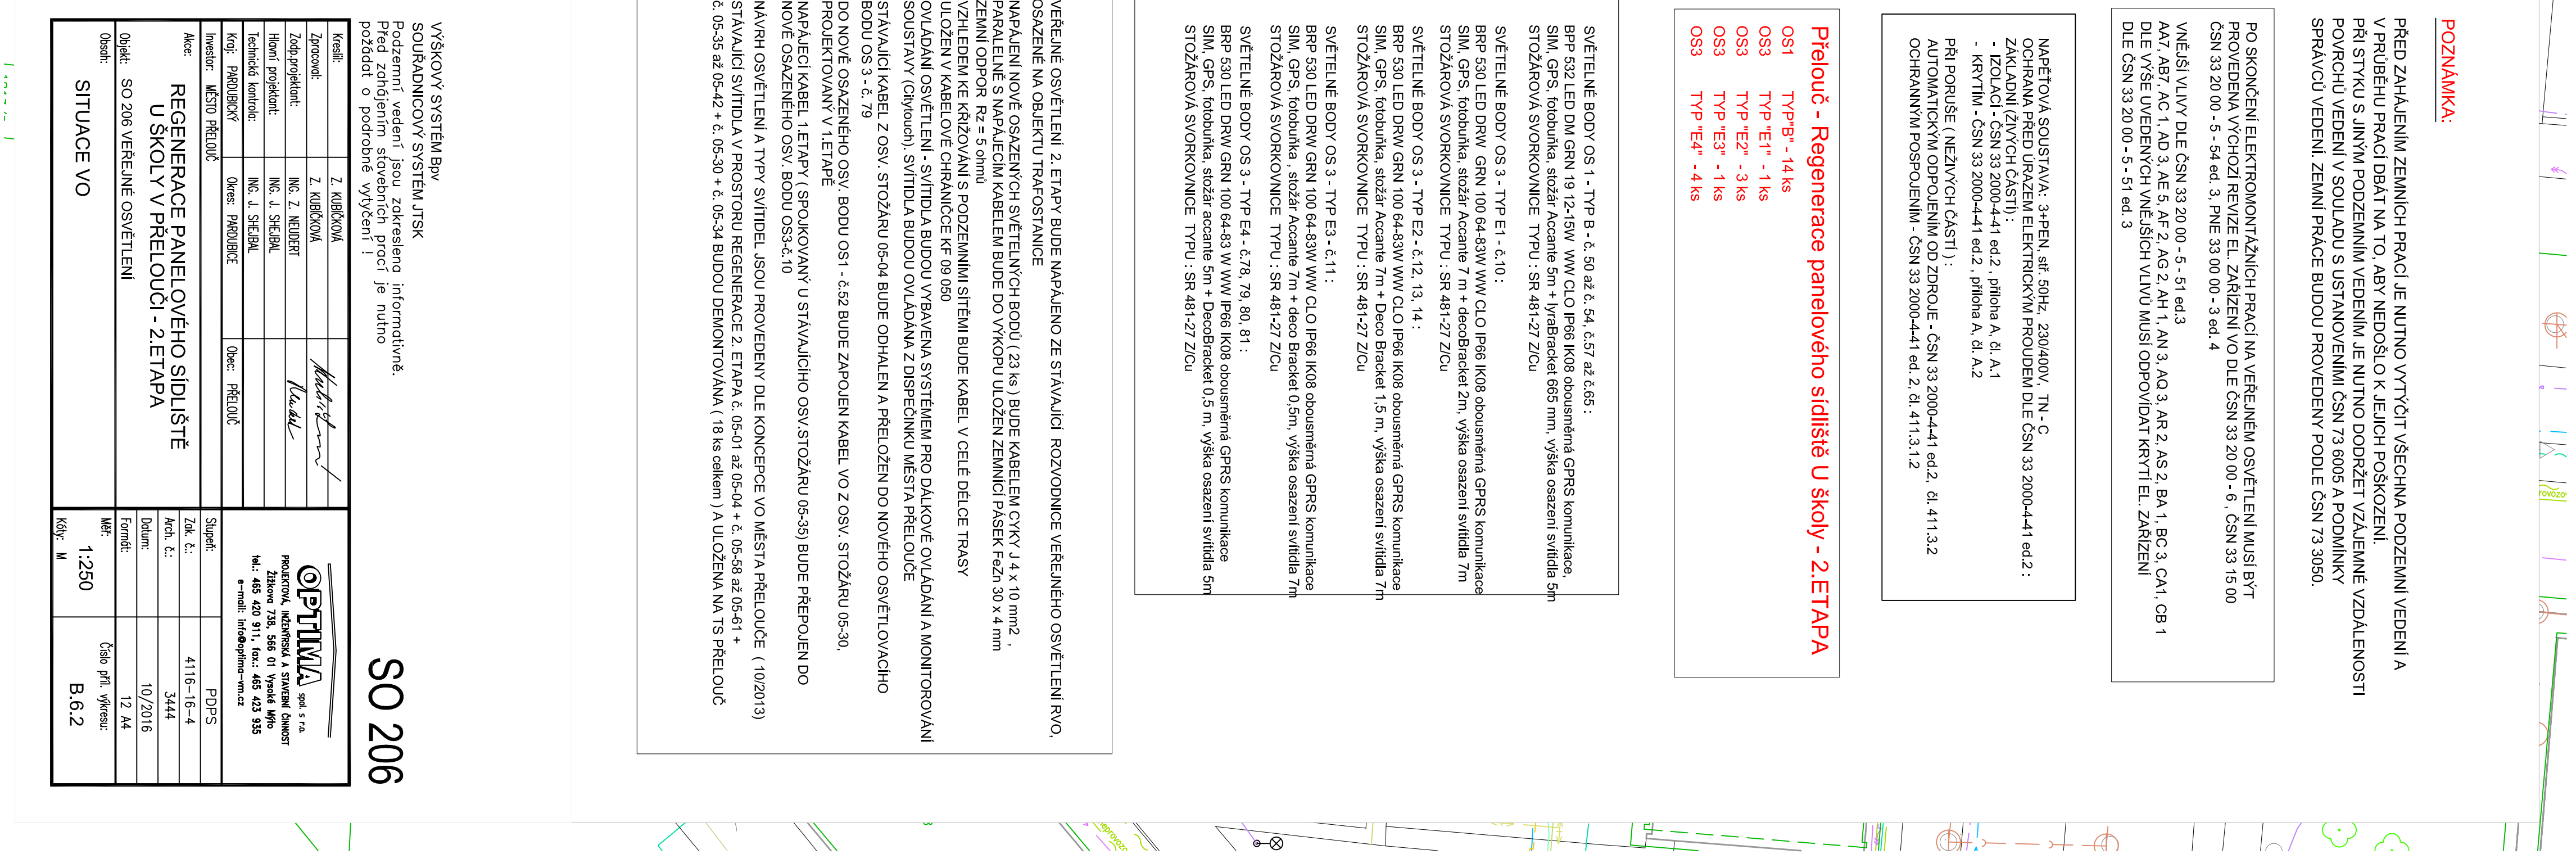 POZNÁMKA:
PŘED ZAHÁJENÍM ZEMNÍCH PRACÍ JE NUTNO VYTÝČIT VŠECHNA PODZEMNÍ VEDENÍ A
V PRŮBĚHU PRACÍ DBÁT NA TO, ABY NEDOŠLO K JEJICH POŠKOZENÍ.
PŘI STYKU S JINÝM PODZEMNÍM VEDENÍM JE NUTNO DODRŽET VZÁJEMNÉ VZDÁLENOSTI
POVRCHŮ VEDENÍ V SOULADU S USTANOVENÍMI ČSN 73 6005 A PODMÍNKY
SPRÁVCŮ VEDENÍ. ZEMNÍ PRÁCE BUDOU PROVEDENY PODLE ČSN 73 3050.
PO SKONČENÍ ELEKTROMONTÁŽNÍCH PRACÍ NA VEŘEJNÉM OSVĚTLENÍ MUSÍ BÝT
PROVEDENA VÝCHOZÍ REVIZE EL. ZAŘÍZENÍ VO DLE ČSN 33 20 00 - 6 , ČSN 33 15 00
ČSN 33 20 00 - 5 - 54 ed. 3, PNE 33 00 00 - 3 ed. 4
VNĚJŠÍ VLIVY DLE ČSN 33 20 00 - 5 - 51 ed.3
AA7, AB7, AC 1, AD 3, AE 5, AF 2, AG 2, AH 1, AN 3, AQ 3, AR 2, AS 2, BA 1, BC 3, CA1, CB 1
DLE VÝŠE UVEDENÝCH VNĚJŠÍCH VLIVŮ MUSÍ ODPOVÍDAT KRYTÍ EL. ZAŘÍZENÍ
DLE ČSN 33 20 00 - 5 - 51 ed. 3
NAPĚŤOVÁ SOUSTAVA: 3+PEN, stř. 50Hz, 230/400V, TN - C
OCHRANA PŘED ÚRAZEM ELEKTRICKÝM PROUDEM DLE ČSN 33 2000-4-41 ed.2 :
ZÁKLADNÍ (ŽIVÝCH ČÁSTÍ) :
- IZOLACÍ - ČSN 33 2000-4-41 ed.2 , příloha A, čl. A.1
- KRYTÍM - ČSN 33 2000-4-41 ed.2 , příloha A, čl. A.2
PŘI PORUŠE ( NEŽIVÝCH ČÁSTÍ ) :
AUTOMATICKÝM ODPOJENÍM OD ZDROJE - ČSN 33 2000-4-41 ed.2, čl. 411.3.2
OCHRANNÝM POSPOJENÍM - ČSN 33 2000-4-41 ed. 2, čl. 411.3.1.2
Přelouč - Regenerace panelového sídliště U školy - 2.ETAPA
OS1 TYP"B" - 14 ks
OS3 TYP "E1" - 1 ks
OS3 TYP "E2" - 3 ks
OS3 TYP "E3" - 1 ks
OS3 TYP "E4" - 4 ks
SVĚTELNÉ BODY OS 1 - TYP B - č. 50 až č. 54, č.57 až č.65 :
BPP 532 LED DM GRN 19 12-15W WW CLO IP66 IK08 obousměrná GPRS komunikace,
SIM, GPS, fotobuňka, stožár Accante 5m + lyraBracket 665 mm, výška osazení svítidla 5m
STOŽÁROVÁ SVORKOVNICE TYPU : SR 481-27 Z/Cu
SVĚTELNÉ BODY OS 3 - TYP E1 - č.10 :
BRP 530 LED DRW GRN 100 64-83W WW CLO IP66 IK08 obousměrná GPRS komunikace
SIM, GPS, fotobuňka, stožár Accante 7 m + decoBracket 2m, výška osazení svítidla 7m
STOŽÁROVÁ SVORKOVNICE TYPU : SR 481-27 Z/Cu
SVĚTELNÉ BODY OS 3 - TYP E2 - č.12, 13, 14 :
BRP 530 LED DRW GRN 100 64-83W WW CLO IP66 IK08 obousměrná GPRS komunikace
SIM, GPS, fotobuňka, stožár Accante 7m + Deco Bracket 1,5 m, výška osazení svítidla 7m
STOŽÁROVÁ SVORKOVNICE TYPU : SR 481-27 Z/Cu
SVĚTELNÉ BODY OS 3 - TYP E3 - č.11 :
BRP 530 LED DRW GRN 100 64-83W WW CLO IP66 IK08 obousměrná GPRS komunikace
SIM, GPS, fotobuňka , stožár Accante 7m + deco Bracket 0,5m, výška osazení svítidla 7m
STOŽÁROVÁ SVORKOVNICE TYPU : SR 481-27 Z/Cu
SVĚTELNÉ BODY OS 3 - TYP E4 - č.78, 79, 80, 81 :
BRP 530 LED DRW GRN 100 64-83 W WW IP66 IK08 obousměrná GPRS komunikace
SIM, GPS, fotobuňka, stožár accante 5m + DecoBracket 0,5 m, výška osazení svítidla 5m
STOŽÁROVÁ SVORKOVNICE TYPU : SR 481-27 Z/Cu
VEŘEJNÉ OSVĚTLENÍ 2. ETAPY BUDE NAPÁJENO ZE STÁVAJÍCÍ ROZVODNICE VEŘEJNÉHO OSVĚTLENÍ RVO,
OSAZENÉ NA OBJEKTU TRAFOSTANICE
NAPÁJENÍ NOVĚ OSAZENÝCH SVĚTELNÝCH BODŮ ( 23 ks ) BUDE KABELEM CYKY J 4 x 10 mm2 ,
PARALELNĚ S NAPÁJECÍM KABELEM BUDE DO VÝKOPU ULOŽEN ZEMNÍCÍ PÁSEK FeZn 30 x 4 mm
ZEMNÍ ODPOR Rz = 5 ohmů
VZHLEDEM KE KŘIŽOVÁNÍ S PODZEMNÍMI SÍTĚMI BUDE KABEL V CELÉ DÉLCE TRASY
ULOŽEN V KABELOVÉ CHRÁNIČCE KF 09 050
OVLÁDÁNÍ OSVĚTLENÍ - SVÍTIDLA BUDOU VYBAVENA SYSTÉMEM PRO DÁLKOVÉ OVLÁDÁNÍ A MONITOROVÁNÍ
SOUSTAVY (Citytouch), SVÍTIDLA BUDOU OVLÁDÁNA Z DISPEČINKU MĚSTA PŘELOUČE
STÁVAJÍCÍ KABEL Z OSV. STOŽÁRU 05-04 BUDE ODHALEN A PŘELOŽEN DO NOVÉHO OSVĚTLOVACÍHO
BODU OS 3 - č. 79
DO NOVĚ OSAZENÉHO OSV. BODU OS1 - č.52 BUDE ZAPOJEN KABEL VO Z OSV. STOŽÁRU 05-30,
PROJEKTOVANÝ V 1.ETAPĚ
NAPÁJECÍ KABEL 1.ETAPY ( SPOJKOVANÝ U STÁVAJÍCÍHO OSV.STOŽÁRU 05-35) BUDE PŘEPOJEN DO
NOVĚ OSAZENÉHO OSV. BODU OS3-č.10
NÁVRH OSVĚTLENÍ A TYPY SVÍTIDEL JSOU PROVEDENY DLE KONCEPCE VO MĚSTA PŘELOUČE ( 10/2013)
STÁVAJÍCÍ SVÍTIDLA V PROSTORU REGENERACE 2. ETAPA č. 05-01 až 05-04 + č. 05-58 až 05-61 +
č. 05-35 až 05-42 + č. 05-30 + č. 05-34 BUDOU DEMONTOVÁNA ( 18 ks celkem ) A ULOŽENA NA TS PŘELOUČ
VÝŠKOVÝ SYSTÉM Bpv
SOUŘADNICOVÝ SYSTÉM JTSK
Podzemní vedení jsou zakreslena informativně.
Před zahájením stavebních prací je nutno
požádat o podrobné vytyčení !
SO 206
Kreslil: Z. KUBÍČKOVÁ
Zpracoval: Z. KUBÍČKOVÁ
Zodp.projektant: ING. Z. NEUDERT
Hlavní projektant: ING. J. SHEJBAL
Technická kontrola: ING. J. SHEJBAL
Kraj: PARDUBICKÝ Okres: PARDUBICE Obec: PŘELOUČ
Investor: MĚSTO PŘELOUČ
Akce: REGENERACE PANELOVÉHO SÍDLIŠTĚ
U ŠKOLY V PŘELOUČI - 2.ETAPA
Objekt: SO 206 VEŘEJNÉ OSVĚTLENÍ
Obsah: SITUACE VO
OPTIMA spol. s r.o.
PROJEKTOVÁ, INŽENÝRSKÁ A STAVEBNÍ ČINNOST
Žižkova 738, 566 01 Vysoké Mýto
tel.: 465 420 911, fax.: 465 423 935
e-mail: info@optima-vm.cz
Stupeň: PDPS
Zak. č.: 4116-16-4
Arch. č.: 3444
Datum: 10/2016
Formát: 12 A4
Měř: 1:250
Číslo příl. výkresu: B.6.2
Kóty: M